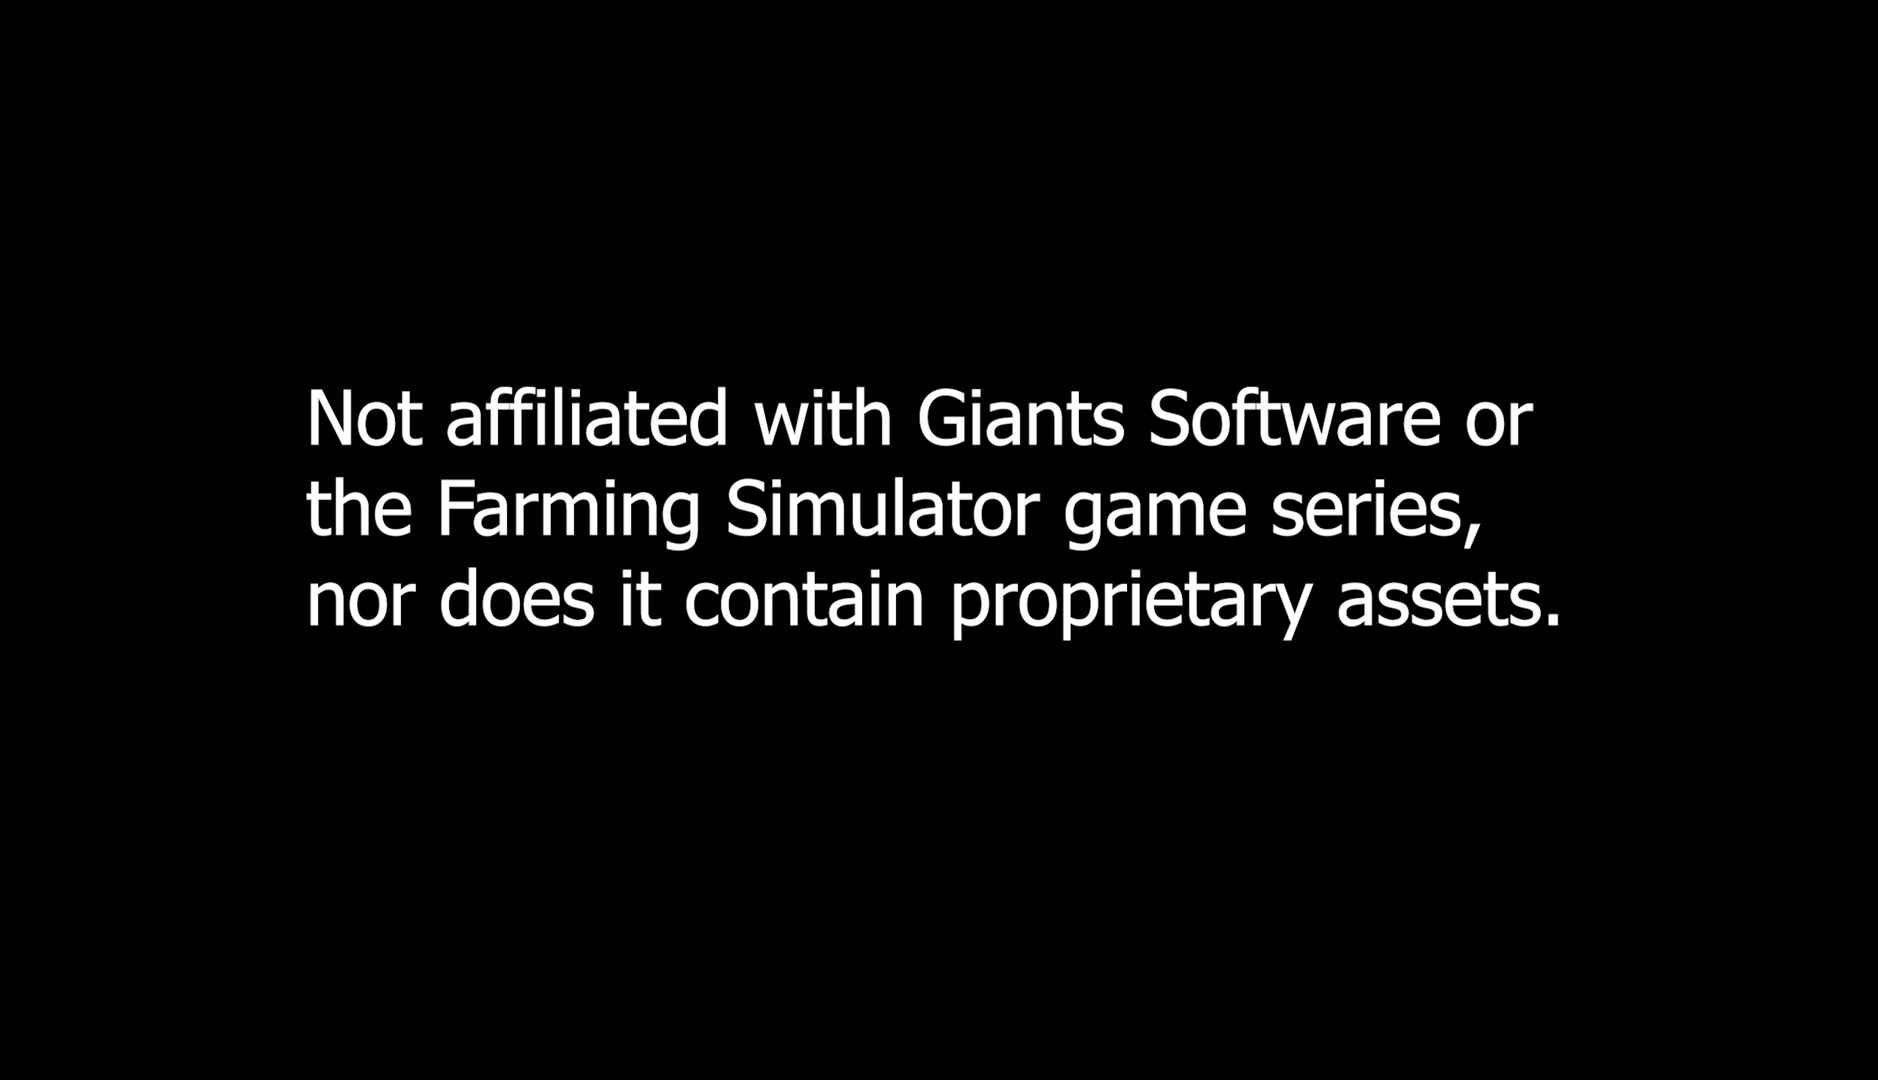 Not affiliated with Giants Software or
the Farming Simulator game series,
nor does it contain proprietary assets.